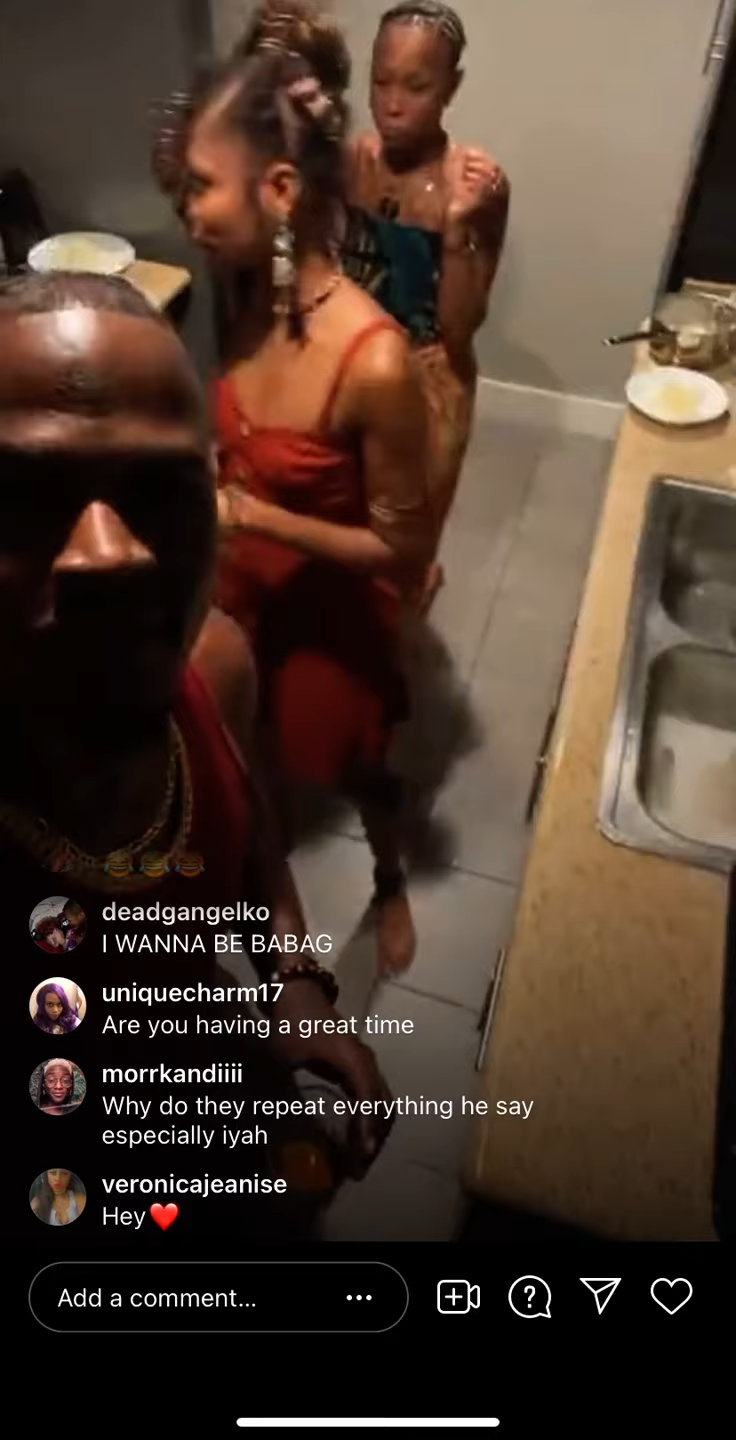 😂😂😂
deadgangelko
I WANNA BE BABAG
uniquecharm17
Are you having a great time
morrkandiiii
Why do they repeat everything he say
especially iyah
veronicajeanise
Hey❤️
Add a comment...